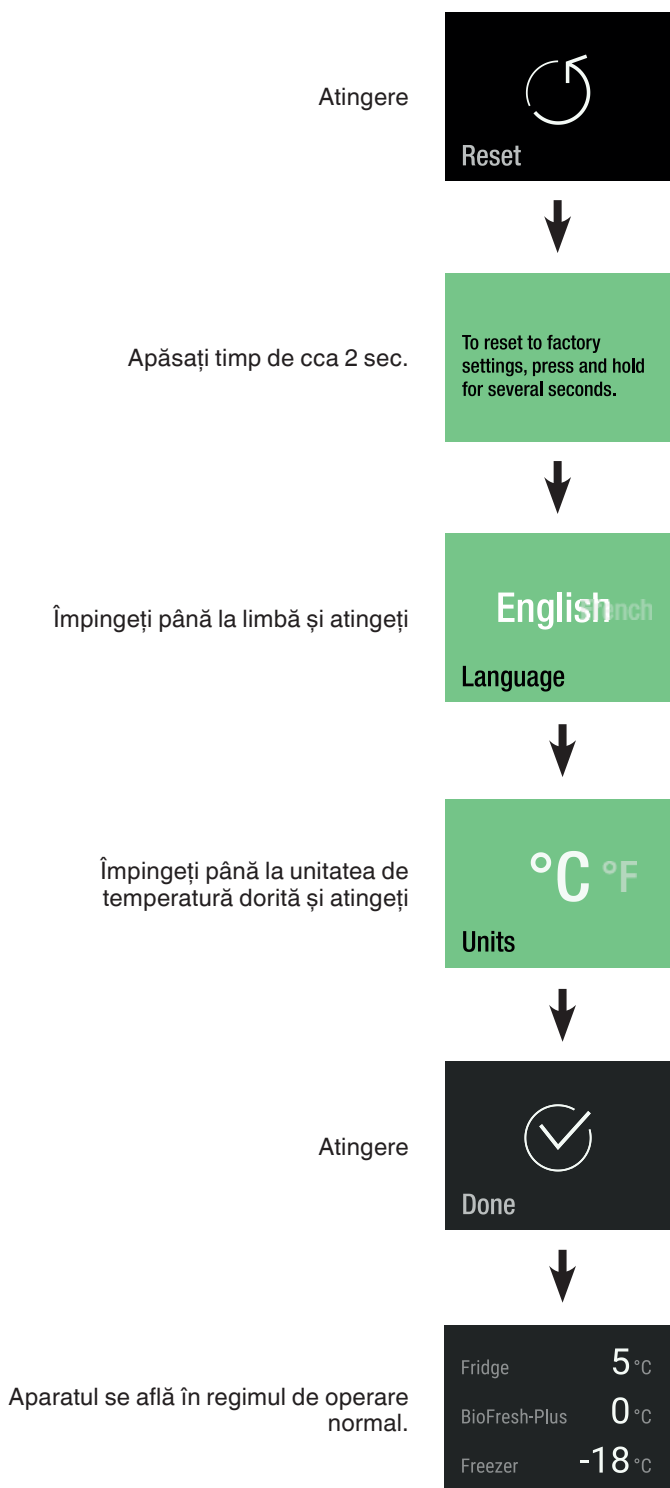 Atingere
Reset
Apăsați timp de cca 2 sec.
To reset to factory
settings, press and hold
for several seconds.
Împingeți până la limbă și atingeți
English French
Language
Împingeți până la unitatea de
temperatură dorită și atingeți
°C °F
Units
Atingere
Done
Aparatul se află în regimul de operare
normal.
Fridge 5 °C
BioFresh-Plus 0 °C
Freezer -18 °C